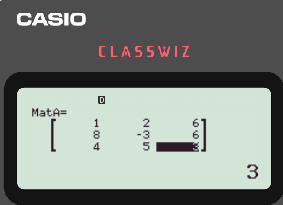 CASIO
CLASSWIZ
D
MatA=
1 2 6
8 -3 6
4 5 3
3